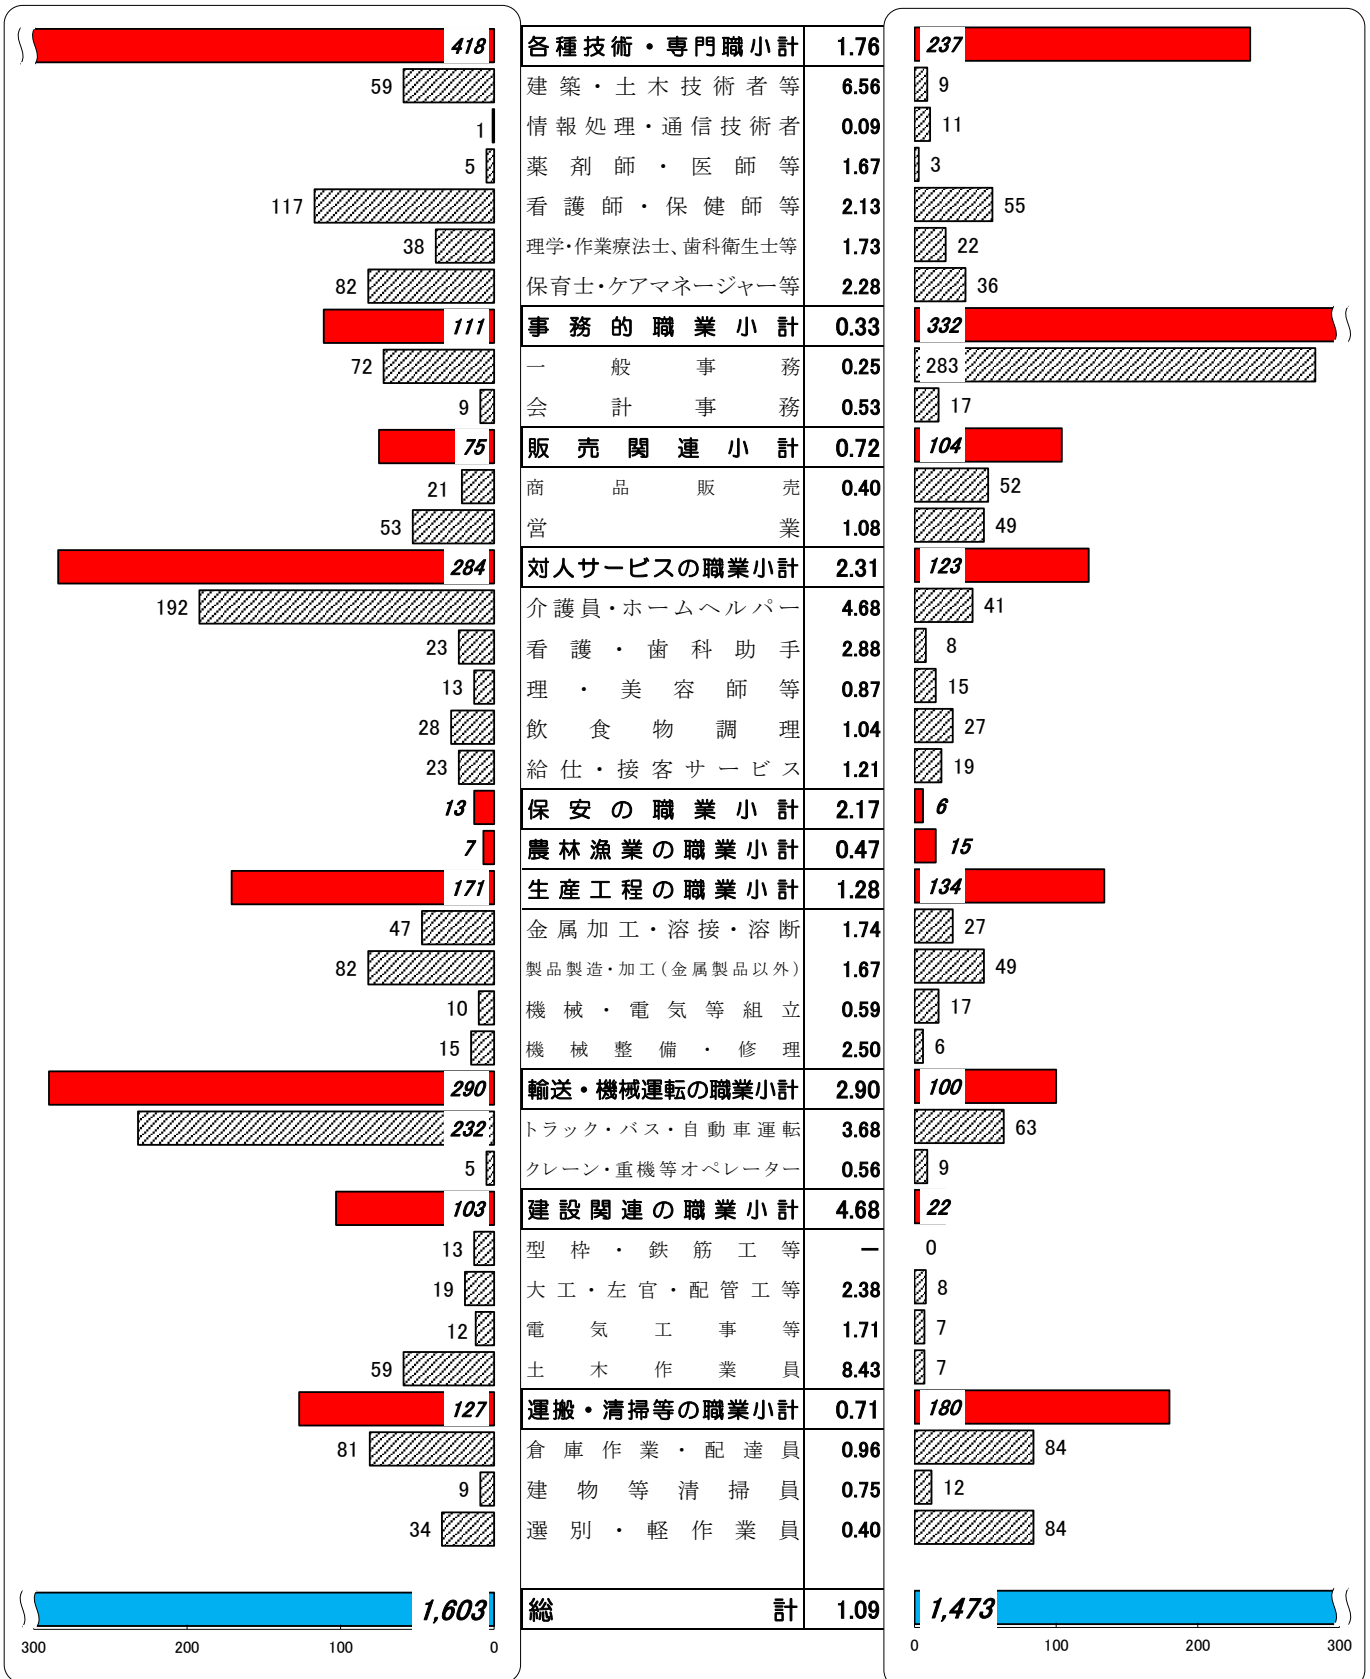 418 各種技術・専門職小計 1.76 237
59 建築・土木技術者等 6.56 9
1 情報処理・通信技術者 0.09 11
5 薬剤師・医師等 1.67 3
117 看護師・保健師等 2.13 55
38 理学・作業療法士、歯科衛生士等 1.73 22
82 保育士・ケアマネージャー等 2.28 36
111 事務的職業小計 0.33 332
72 一般事務 0.25 283
9 会計事務 0.53 17
75 販売関連小計 0.72 104
21 商品販売 0.40 52
53 営業 1.08 49
284 対人サービスの職業小計 2.31 123
192 介護員・ホームヘルパー 4.68 41
23 看護・歯科助手 2.88 8
13 理・美容師等 0.87 15
28 飲食物調理 1.04 27
23 給仕・接客サービス 1.21 19
13 保安の職業小計 2.17 6
7 農林漁業の職業小計 0.47 15
171 生産工程の職業小計 1.28 134
47 金属加工・溶接・溶断 1.74 27
82 製品製造・加工(金属製品以外) 1.67 49
10 機械・電気等組立 0.59 17
15 機械整備・修理 2.50 6
290 輸送・機械運転の職業小計 2.90 100
232 トラック・バス・自動車運転 3.68 63
5 クレーン・重機等オペレーター 0.56 9
103 建設関連の職業小計 4.68 22
13 型枠・鉄筋工等 － 0
19 大工・左官・配管工等 2.38 8
12 電気工事等 1.71 7
59 土木作業員 8.43 7
127 運搬・清掃等の職業小計 0.71 180
81 倉庫作業・配達員 0.96 84
9 建物等清掃員 0.75 12
34 選別・軽作業員 0.40 84
1,603 総計 1.09 1,473
300 200 100 0 0 100 200 300